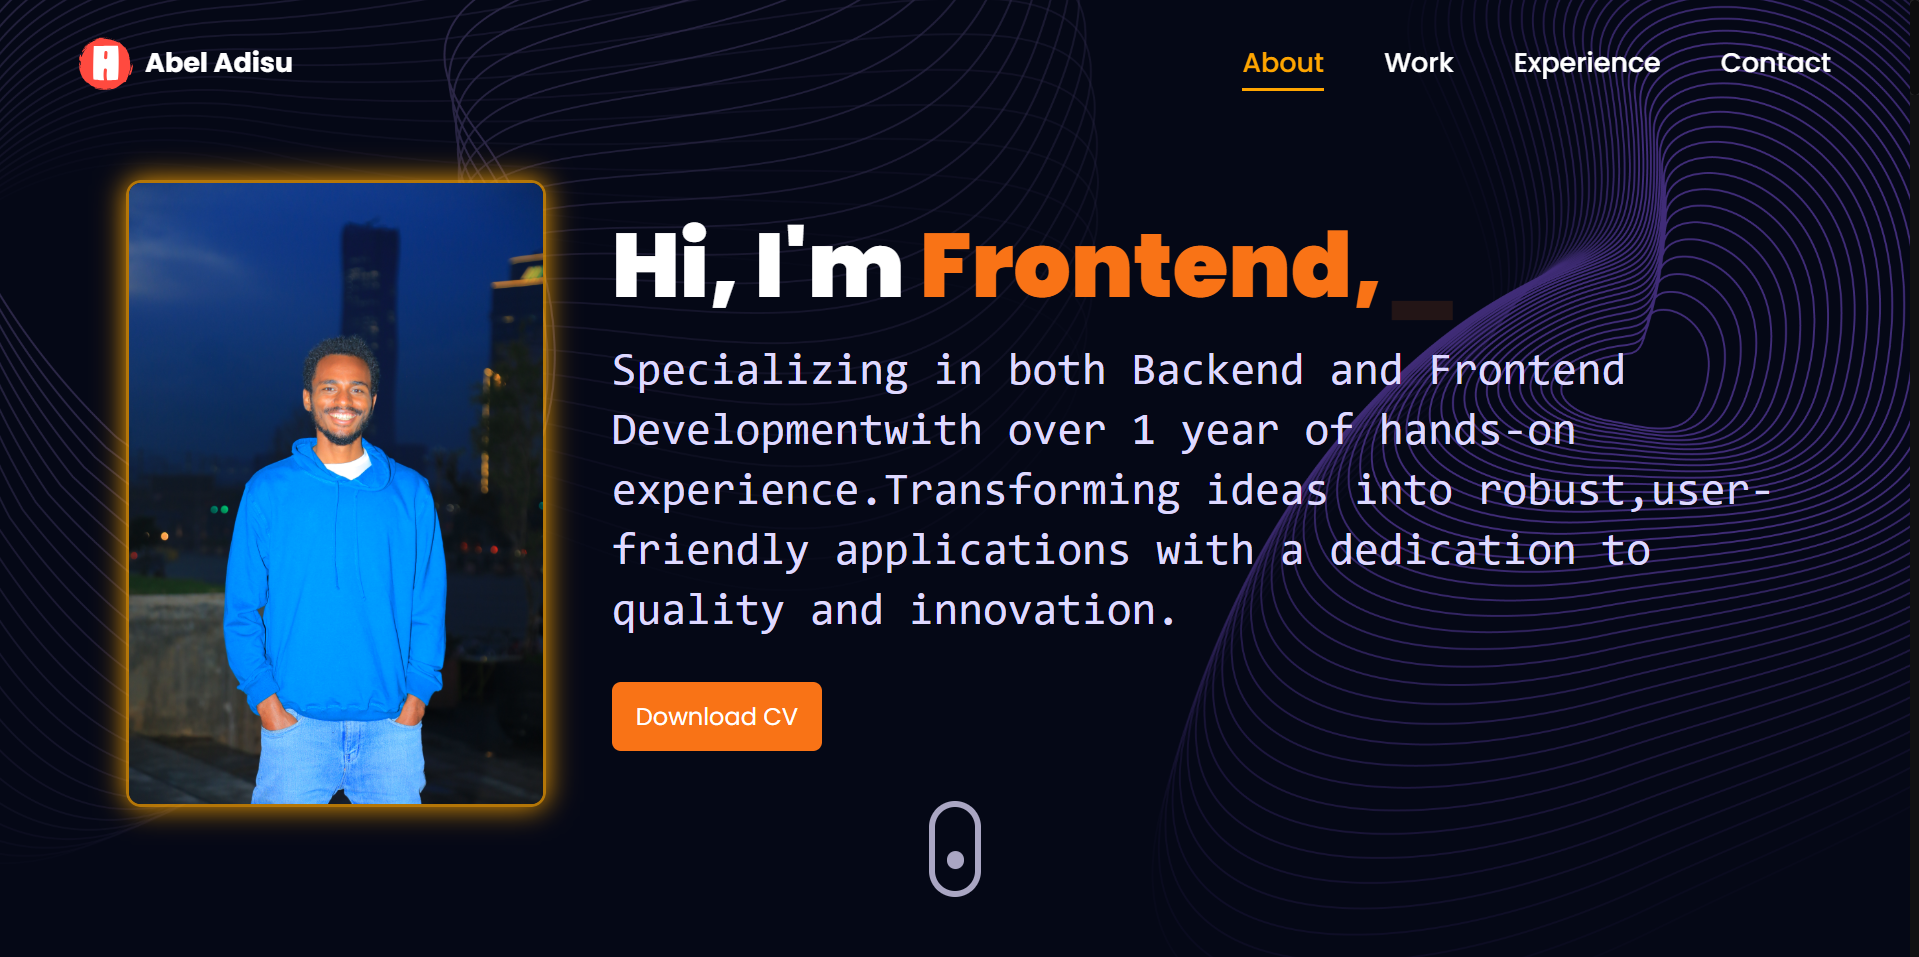 A Abel Adisu
About Work Experience Contact
Hi, I'm Frontend,_
Specializing in both Backend and Frontend
Developmentwith over 1 year of hands-on
experience.Transforming ideas into robust,user-
friendly applications with a dedication to
quality and innovation.
Download CV